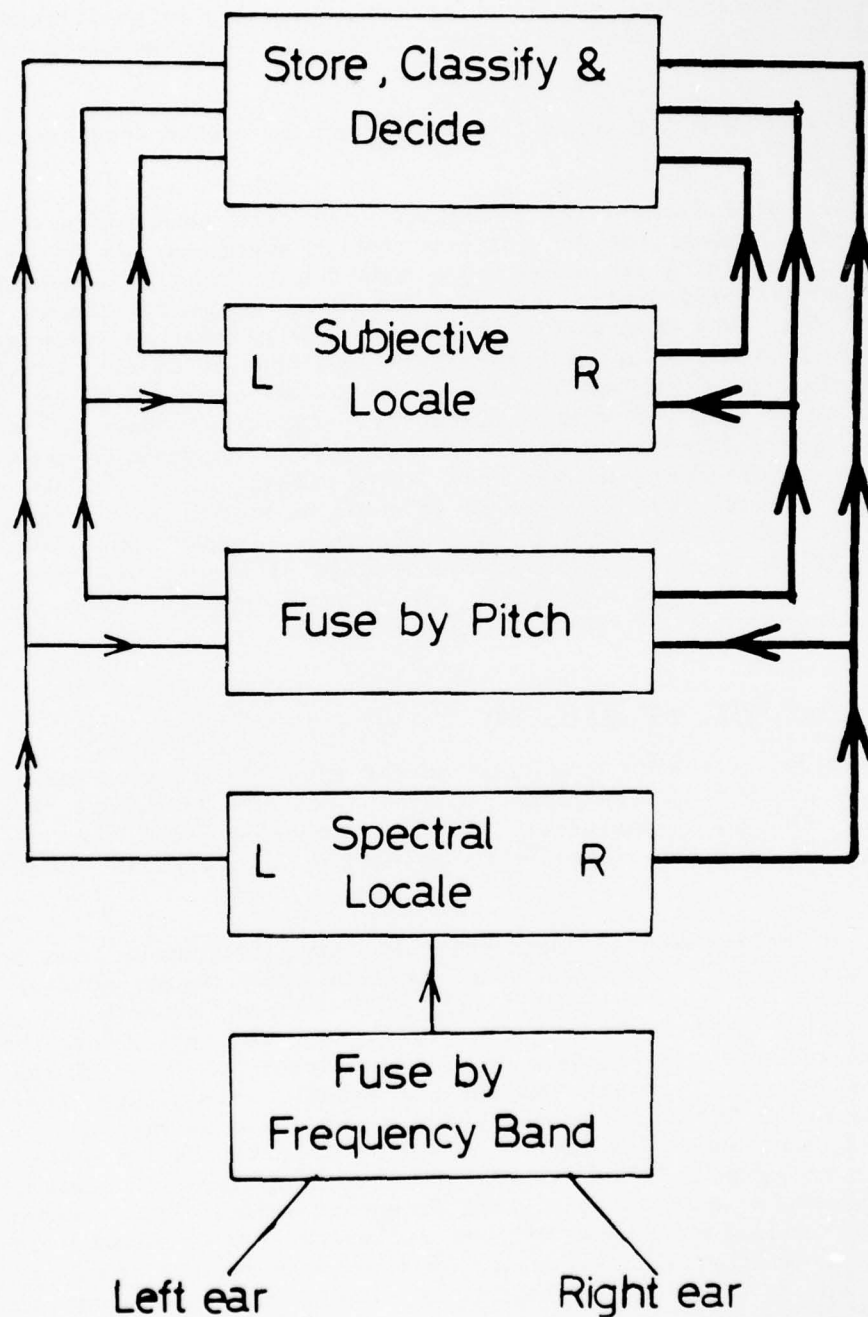 Store, Classify &
Decide
Subjective
L R
Locale
Fuse by Pitch
Spectral
L R
Locale
Fuse by
Frequency Band
Left ear
Right ear